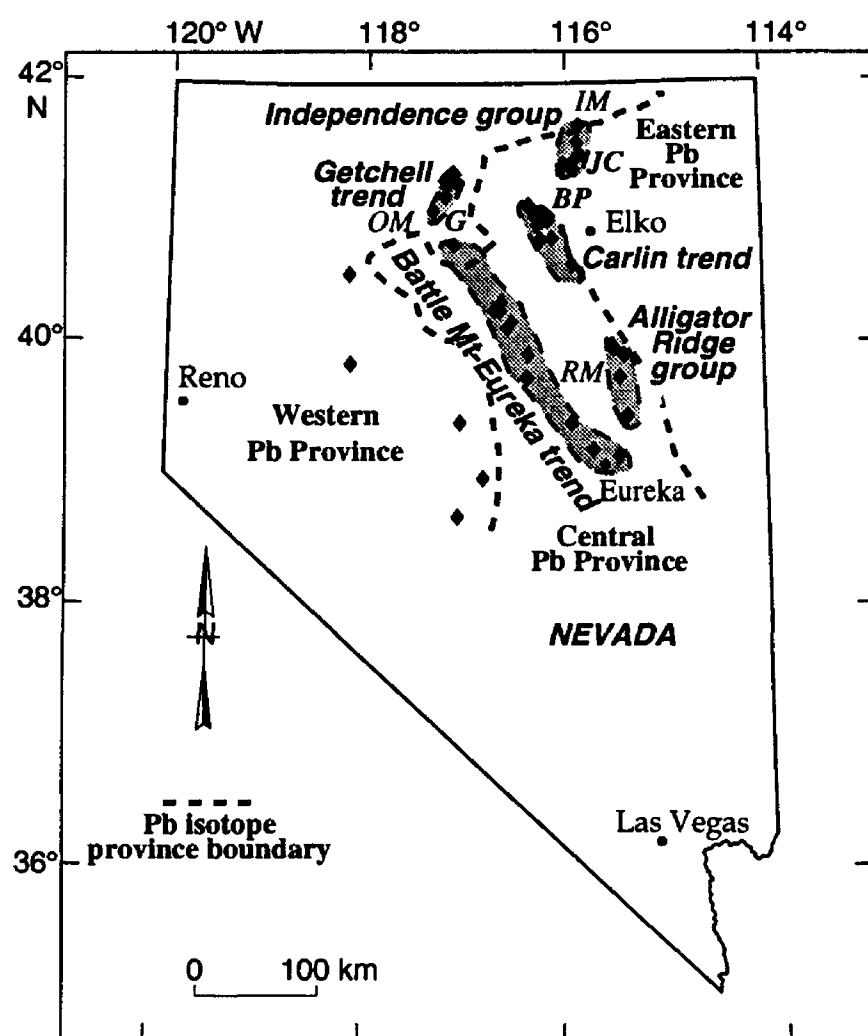 120° W
118°
116°
114°
42°
N
40°
38°
36°
IM
Independence group
Eastern
Pb
Province
JC
Getchell
trend
BP
OM
G
Elko
Carlin trend
Battle Mt-Eureka trend
Alligator
Ridge
group
RM
Reno
Western
Pb Province
Eureka
Central
Pb Province
N
NEVADA
Pb isotope
province boundary
Las Vegas
0 100 km